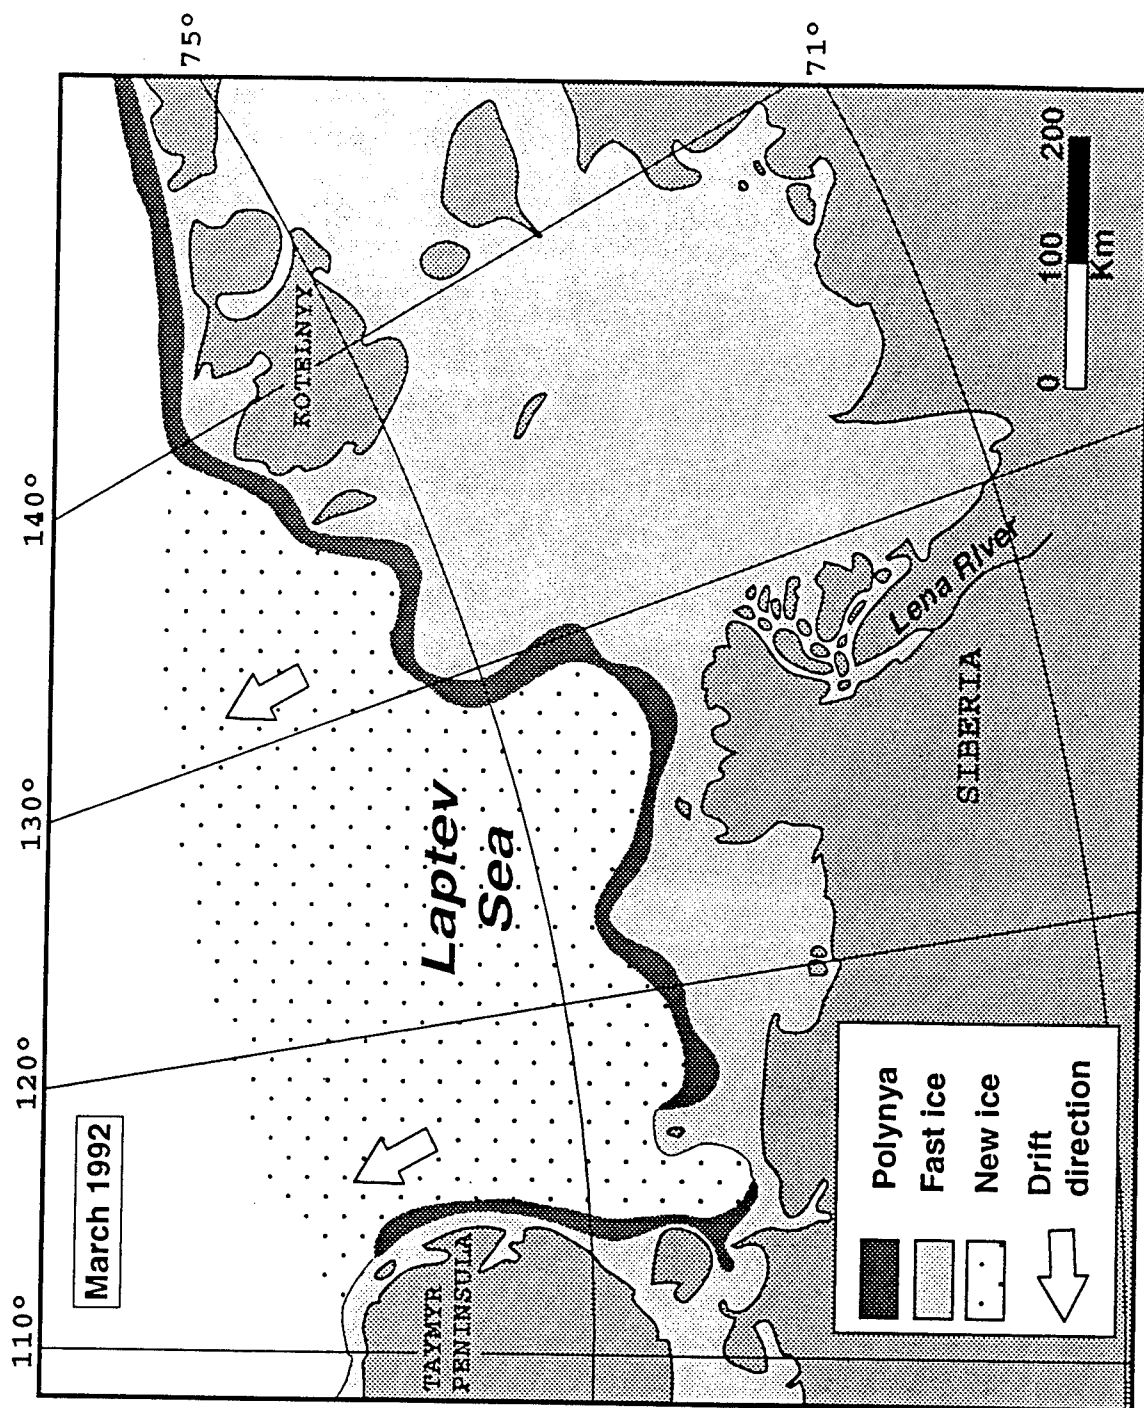 March 1992
110°
120°
130°
140°
75°
71°
KOTELNYY
Laptev
Sea
TAYMYR
PENINSULA
Lena River
SIBERIA
Polynya
Fast ice
New ice
Drift
direction
0 100 200
Km